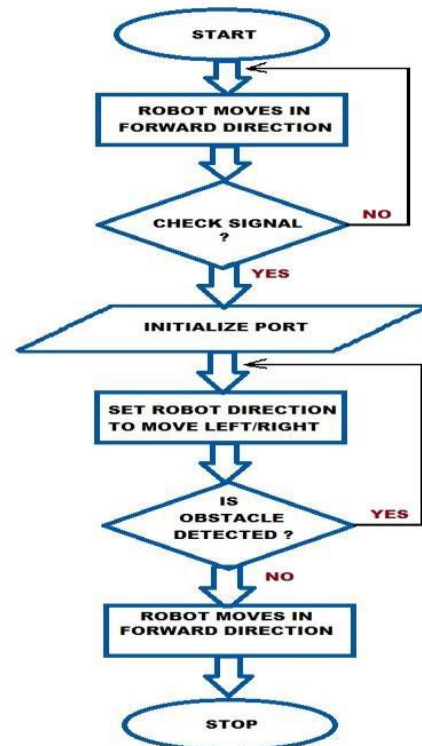 START
ROBOT MOVES IN
FORWARD DIRECTION
CHECK SIGNAL
?
NO
YES
INITIALIZE PORT
SET ROBOT DIRECTION
TO MOVE LEFT/RIGHT
IS
OBSTACLE
DETECTED ?
YES
NO
ROBOT MOVES IN
FORWARD DIRECTION
STOP